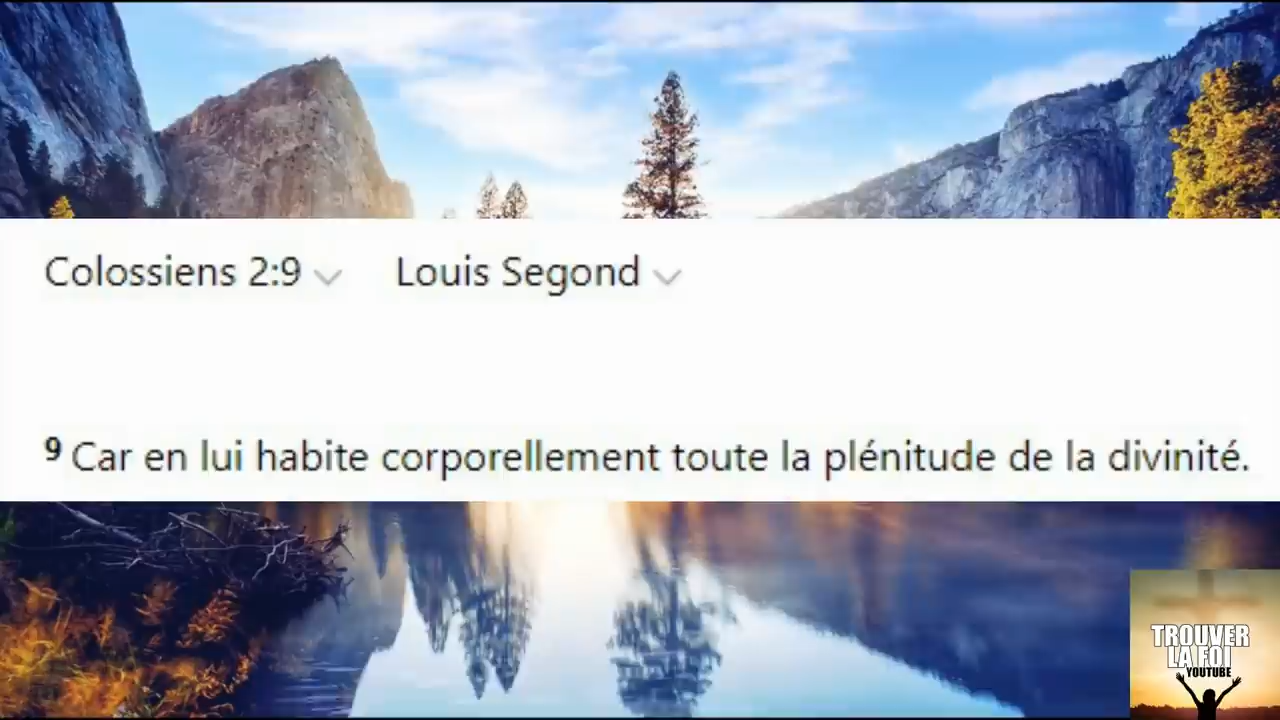 Colossiens 2:9 Louis Segond
9 Car en lui habite corporellement toute la plénitude de la divinité.
TROUVER
LA FOI
YOUTUBE